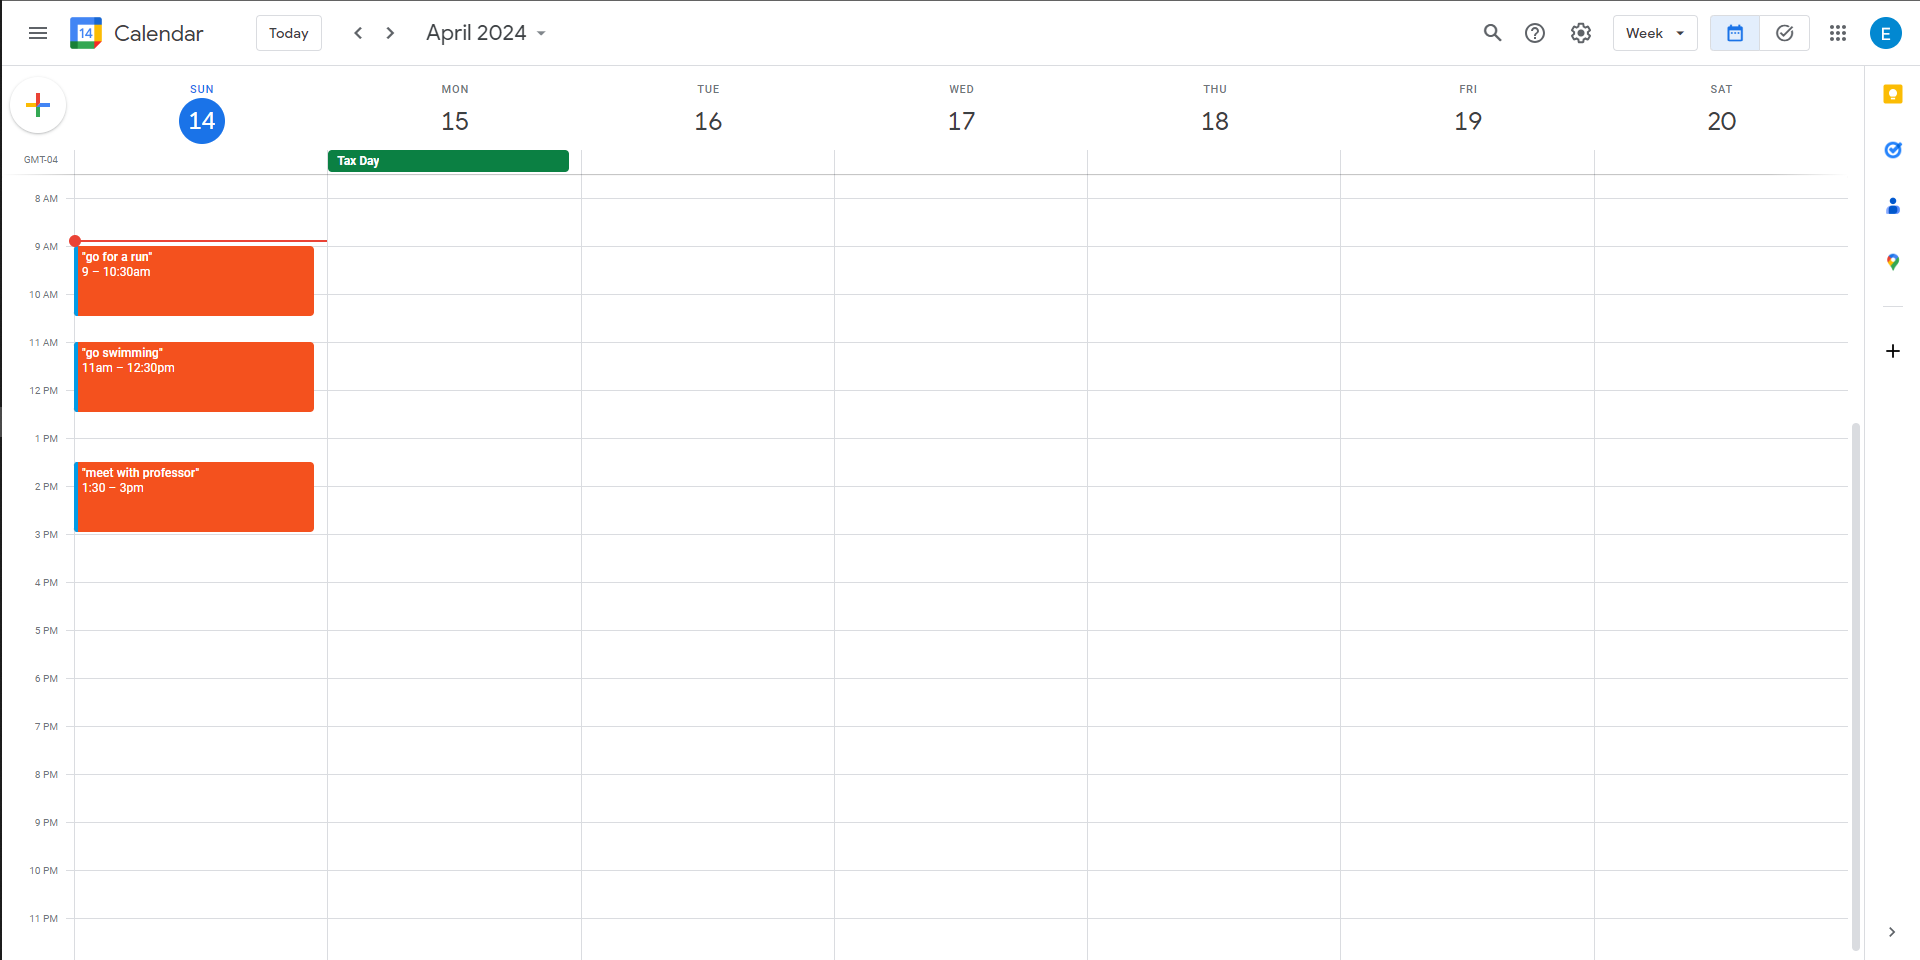 14 Calendar Today April 2024 Week E
SUN MON TUE WED THU FRI SAT
14 15 16 17 18 19 20
GMT-04 Tax Day
8 AM
9 AM
"go for a run"
9 – 10:30am
10 AM
11 AM
"go swimming"
11am – 12:30pm
12 PM
1 PM
"meet with professor"
1:30 – 3pm
2 PM
3 PM
4 PM
5 PM
6 PM
7 PM
8 PM
9 PM
10 PM
11 PM